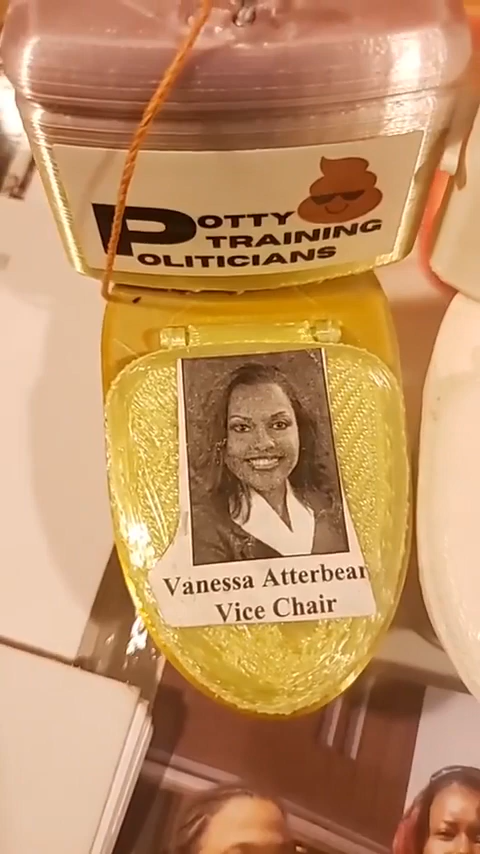 POTTY
TRAINING
POLITICIANS
Vanessa Atterbear
Vice Chair